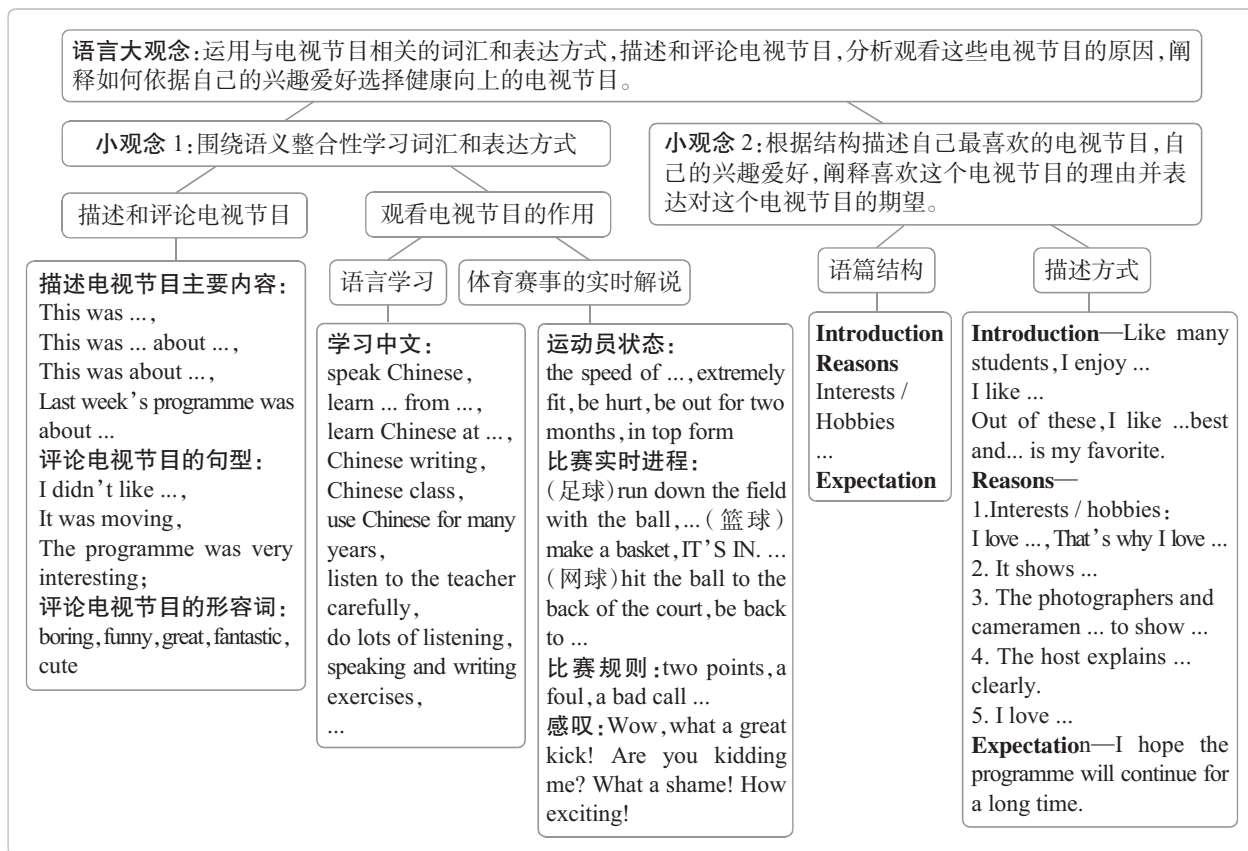 语言大观念:运用与电视节目相关的词汇和表达方式,描述和评论电视节目,分析观看这些电视节目的原因,阐
释如何依据自己的兴趣爱好选择健康向上的电视节目。
小观念 1:围绕语义整合性学习词汇和表达方式
小观念 2:根据结构描述自己最喜欢的电视节目,自
己的兴趣爱好,阐释喜欢这个电视节目的理由并表
达对这个电视节目的期望。
描述和评论电视节目
观看电视节目的作用
语言学习
体育赛事的实时解说
语篇结构
描述方式
描述电视节目主要内容:
This was ...,
This was ... about ...,
This was about ...,
Last week's programme was
about ...
评论电视节目的句型:
I didn't like ...,
It was moving,
The programme was very
interesting;
评论电视节目的形容词:
boring, funny, great, fantastic,
cute
学习中文:
speak Chinese,
learn ... from ...,
learn Chinese at ...,
Chinese writing,
Chinese class,
use Chinese for many
years,
listen to the teacher
carefully,
do lots of listening,
speaking and writing
exercises,
...
运动员状态:
the speed of ..., extremely
fit, be hurt, be out for two
months, in top form
比赛实时进程:
(足球)run down the field
with the ball, ...(篮球)
make a basket, IT'S IN. ...
(网球)hit the ball to the
back of the court, be back
to ...
比赛规则:two points, a
foul, a bad call ...
感叹:Wow, what a great
kick! Are you kidding
me? What a shame! How
exciting!
Introduction
Reasons
Interests /
Hobbies
...
Expectation
Introduction—Like many
students, I enjoy ...
I like ...
Out of these, I like ...best
and... is my favorite.
Reasons—
1.Interests / hobbies:
I love ..., That's why I love ...
2. It shows ...
3. The photographers and
cameramen ... to show ...
4. The host explains ...
clearly.
5. I love ...
Expectation—I hope the
programme will continue for
a long time.